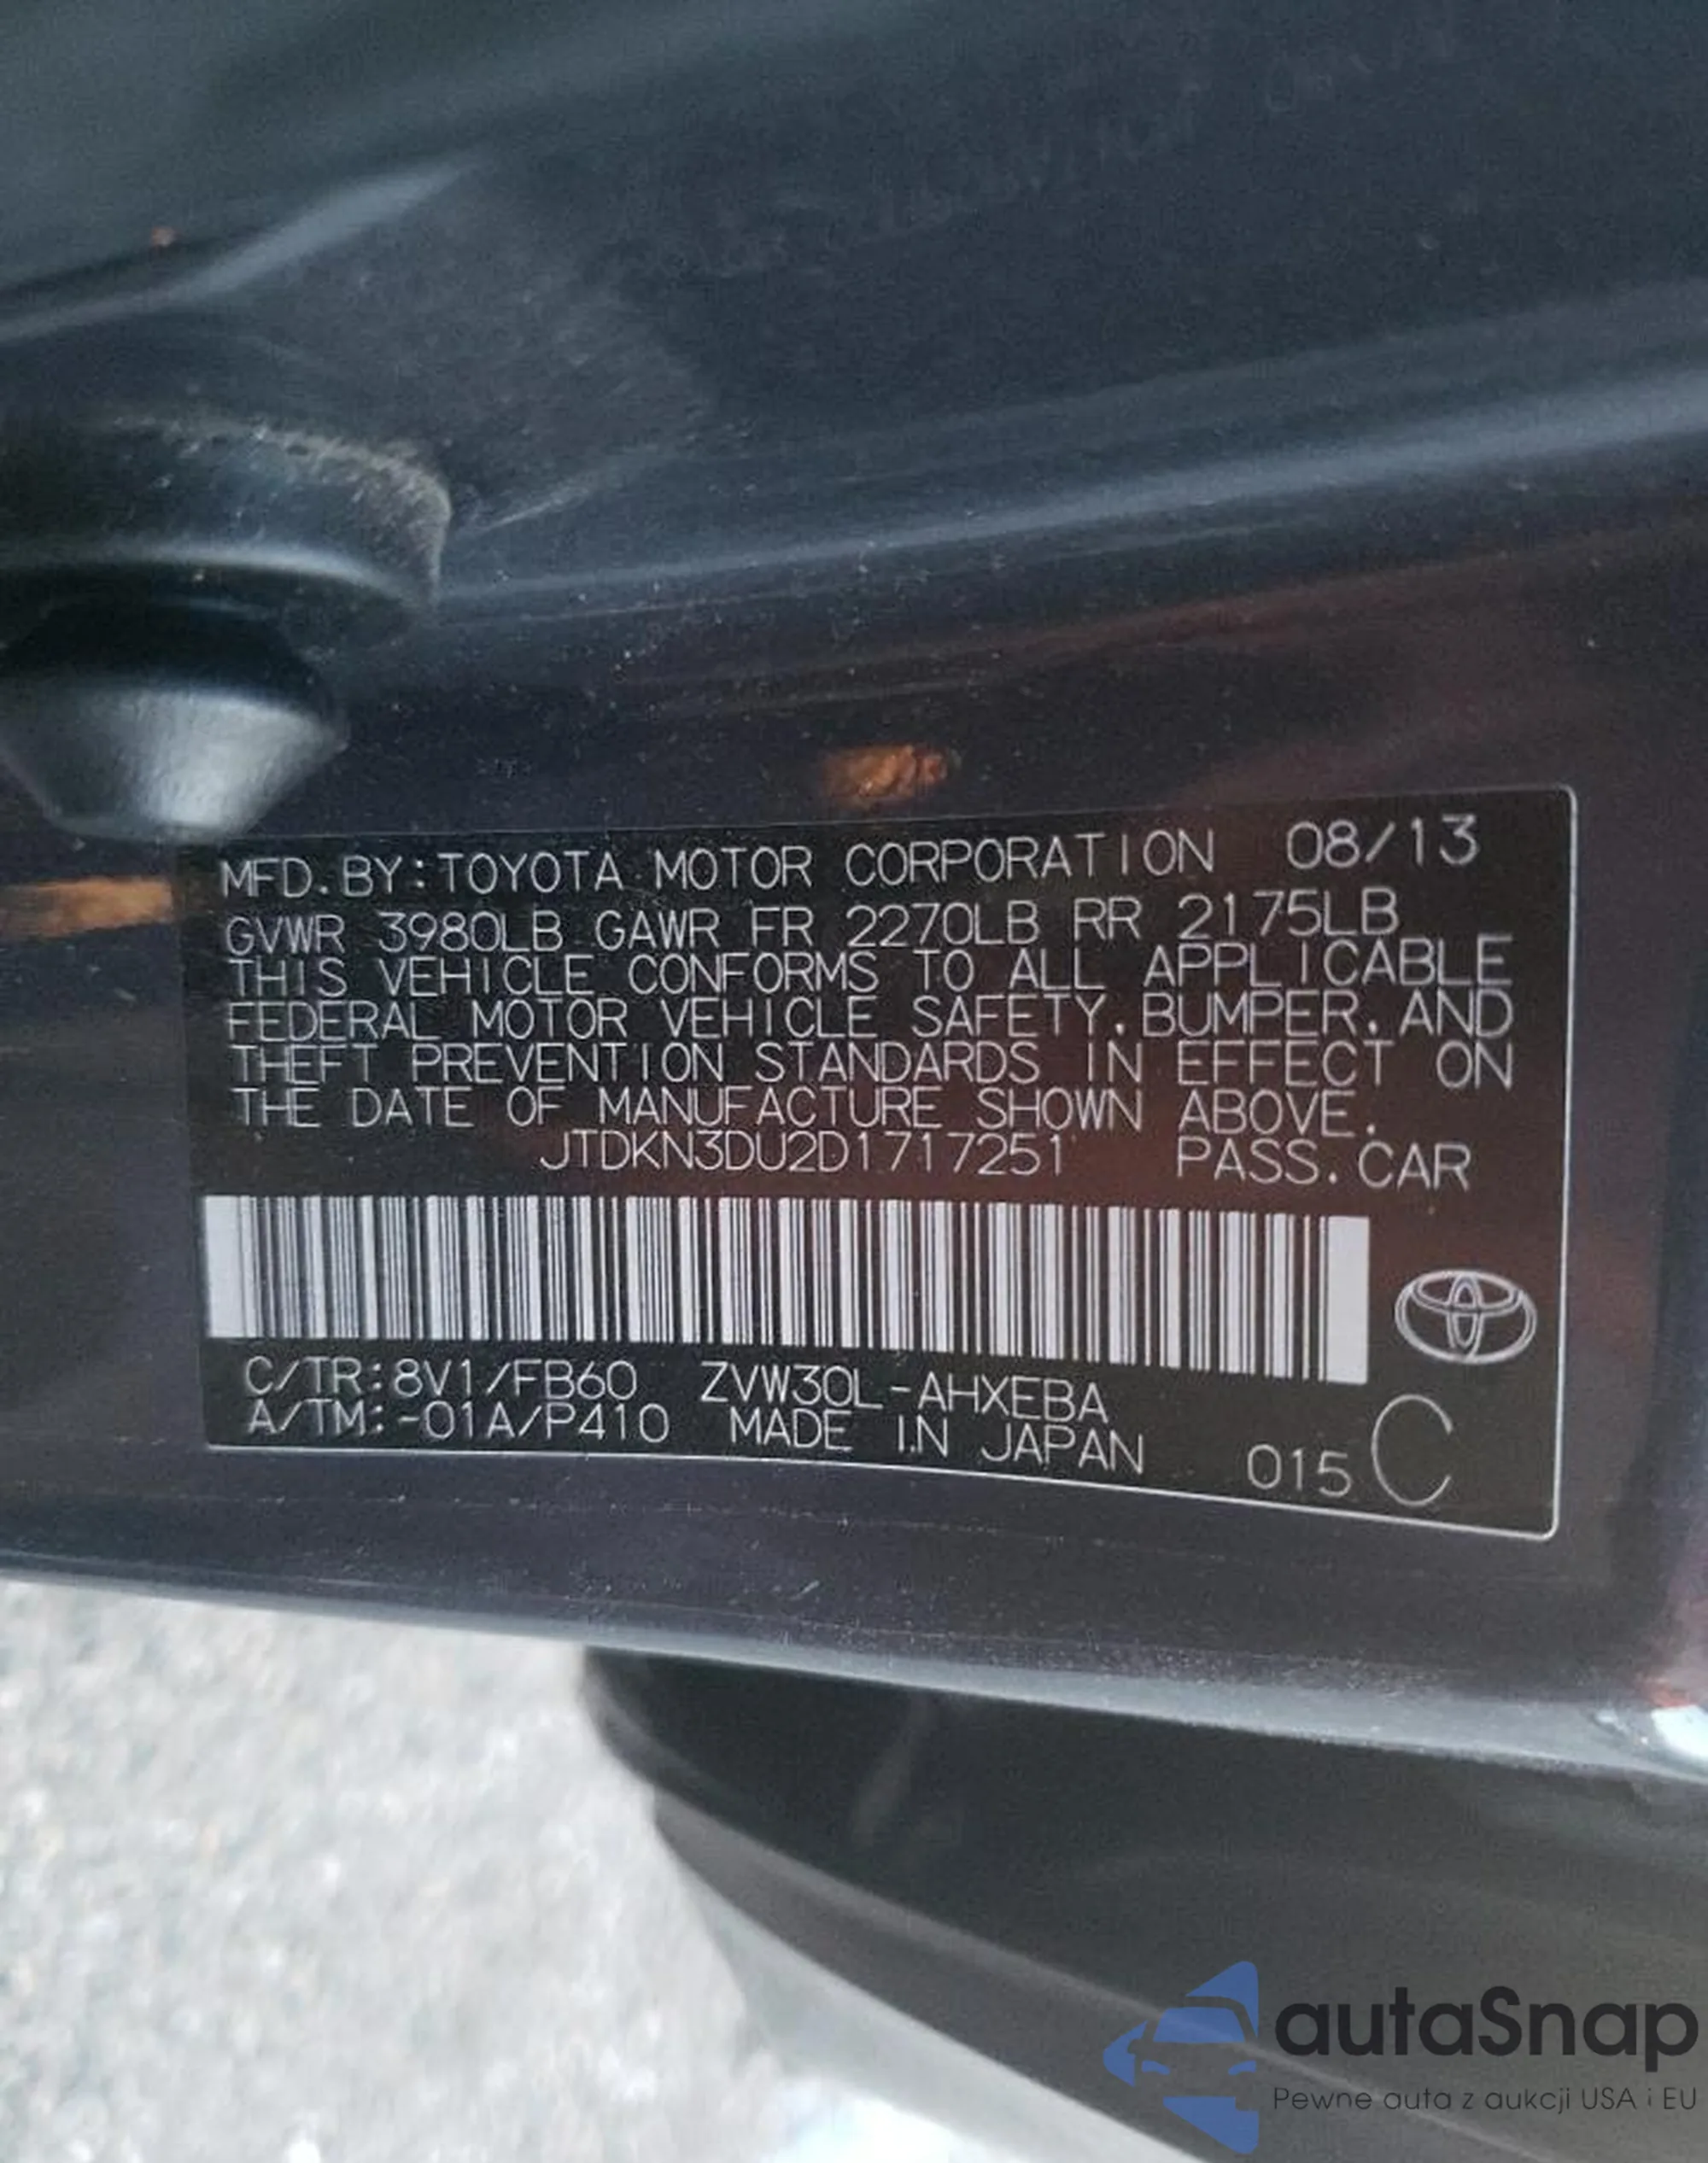 MFD. BY: TOYOTA MOTOR CORPORATION 08/13
GVWR 3980LB GAWR FR 2270LB RR 2175LB
THIS VEHICLE CONFORMS TO ALL APPLICABLE
FEDERAL MOTOR VEHICLE SAFETY, BUMPER, AND
THEFT PREVENTION STANDARDS IN EFFECT ON
THE DATE OF MANUFACTURE SHOWN ABOVE.
JTDKN3DU2D1717251 PASS. CAR
C/TR: 8V1/FB60 ZVW30L-AHXEBA
A/TM: -01A/P410 MADE IN JAPAN 015 C
autaSnap
Pewne auta z aukcji USA i EU